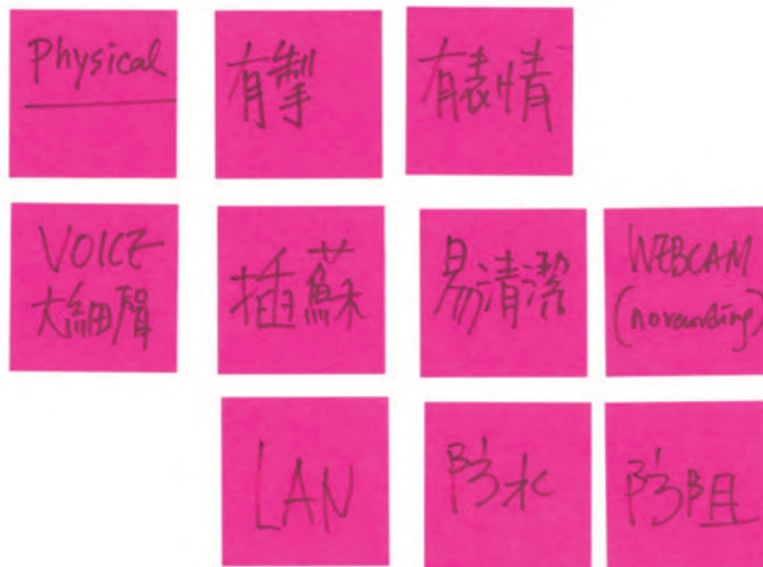 Physical
有掣
有表情
VOICE
大細聲
插蘇
易清潔
WEBCAM
(no recording)
LAN
防水
防阻